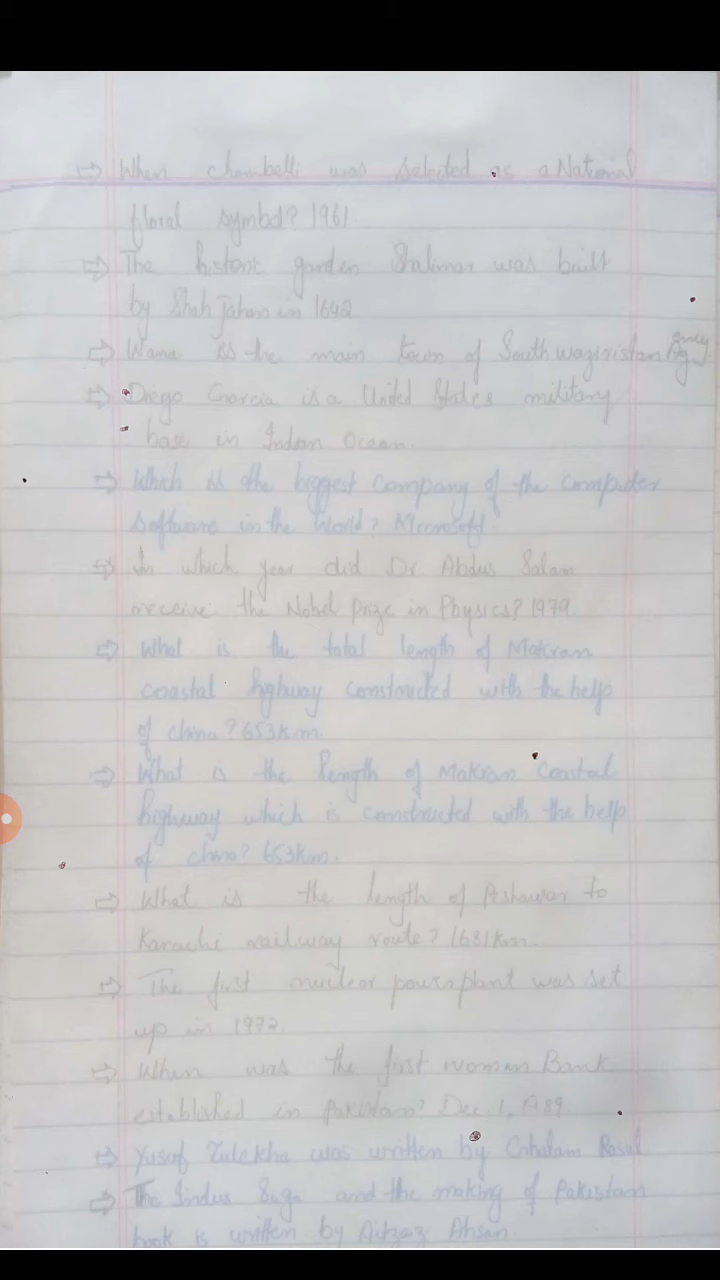 ⇨ When chambelli was selected as a National
floral symbol? 1961
⇨ The historic garden Shalimar was built
by Shah Jahan in 1642
⇨ Wana is the main town of South waziristan Agency.
⇨ Diego Garcia is a United States military
base in Indian Ocean.
⇨ Which is the biggest company of the computer
software in the world? Microsoft.
⇨ In which year did Dr Abdus Salam
receive the Nobel prize in Physics? 1979.
⇨ What is the total length of Makran
coastal highway constructed with the help
of china? 653km.
⇨ What is the length of Makran Coastal
highway which is constructed with the help
of china? 653km.
⇨ What is the length of Peshawar to
Karachi railway route? 1681km.
⇨ The first nuclear powerplant was set
up in 1972.
⇨ When was the first woman Bank
established in Pakistan? Dec 1, 1989.
⇨ Yusuf Zulekha was written by Ghulam Rasul
⇨ The Indus Saga and the making of Pakistan
book is written by Aitzaz Ahsan.